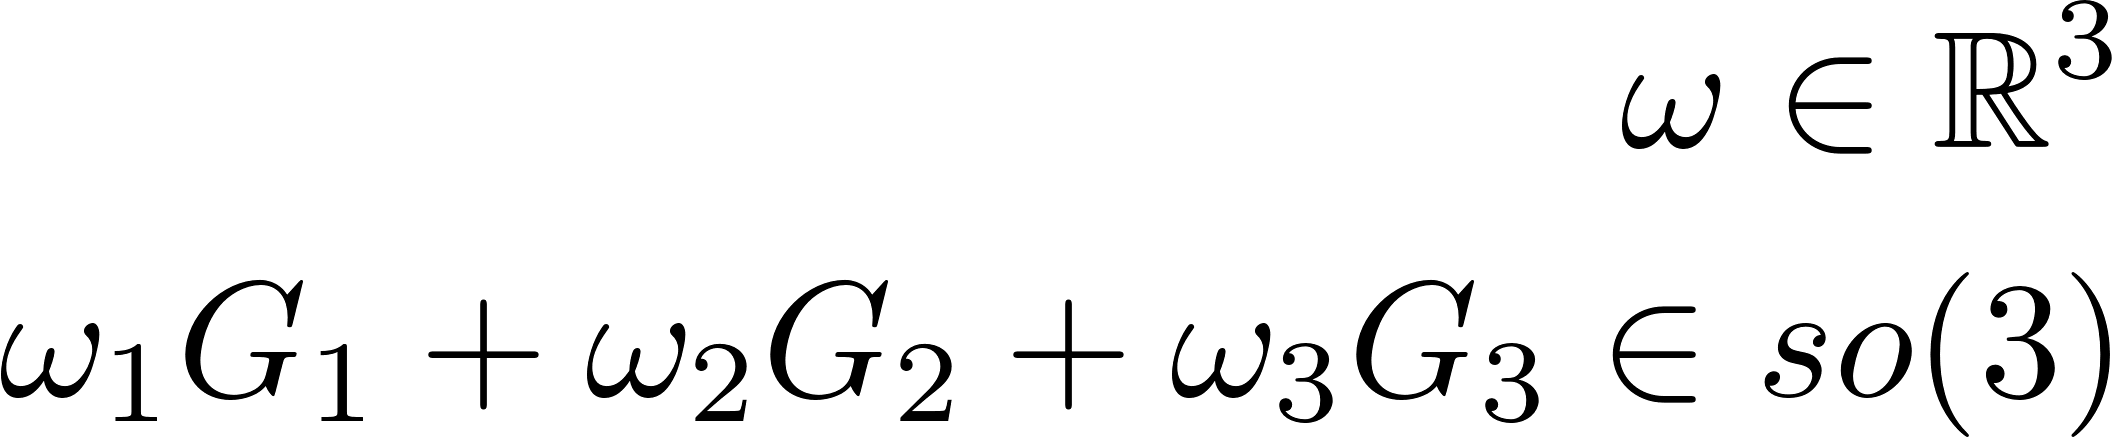 ω ∈ ℝ³
ω₁G₁ + ω₂G₂ + ω₃G₃ ∈ so(3)